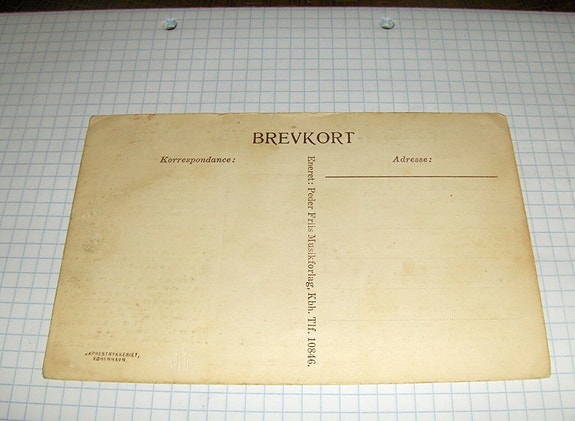 BREVKORT
Korrespondance:
Adresse:
Eneret: Peder Friis Musikforlag, Kbh. Tlf. 10846.
KØBENHAVN